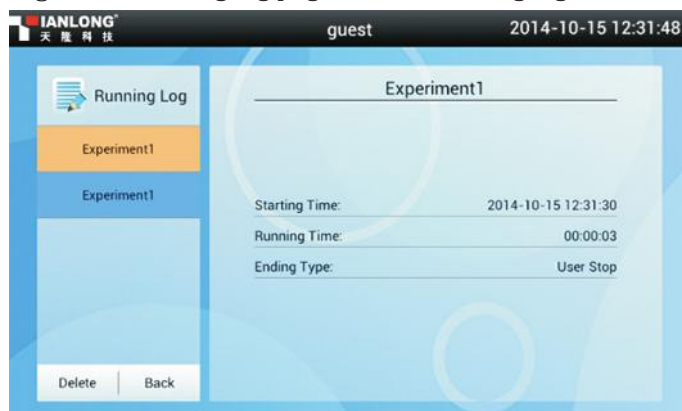 TIANLONG
天隆科技
guest
2014-10-15 12:31:48
Running Log
Experiment1
Experiment1
Delete
Back
Experiment1
Starting Time: 2014-10-15 12:31:30
Running Time: 00:00:03
Ending Type: User Stop